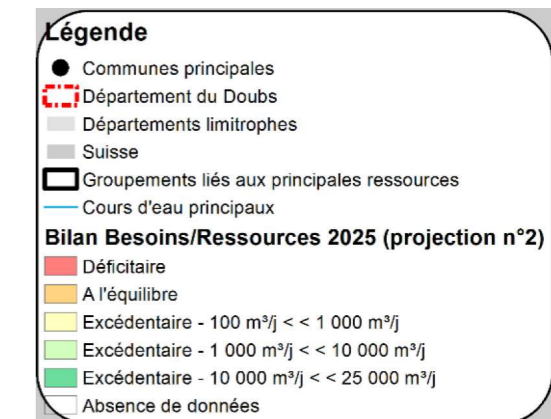 Légende
Communes principales
Département du Doubs
Départements limitrophes
Suisse
Groupements liés aux principales ressources
Cours d'eau principaux
Bilan Besoins/Ressources 2025 (projection n°2)
Déficitaire
A l'équilibre
Excédentaire - 100 m³/j < < 1 000 m³/j
Excédentaire - 1 000 m³/j < < 10 000 m³/j
Excédentaire - 10 000 m³/j < < 25 000 m³/j
Absence de données